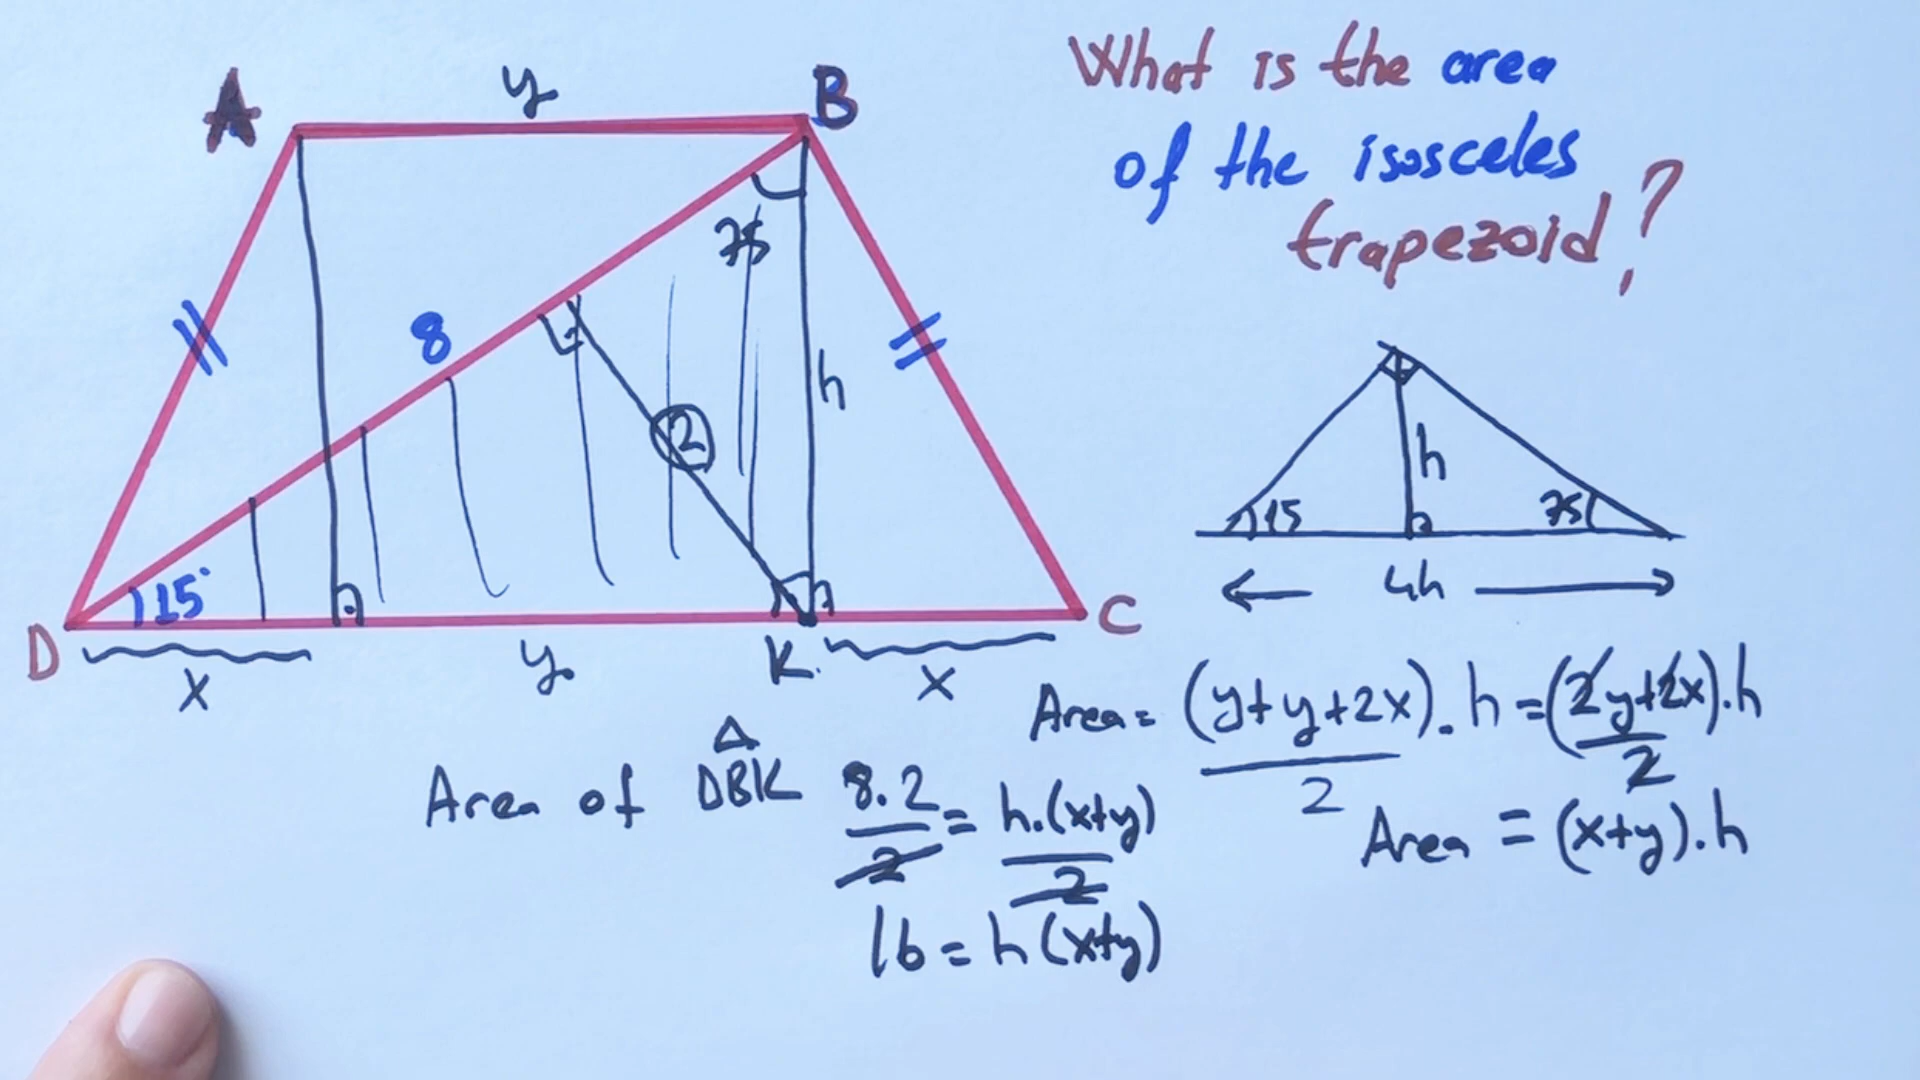 What is the area
of the isosceles
trapezoid?
A
y
B
75
8
h
2
15°
D
C
x
y
K
x
h
15
75
4h
Area = (y+y+2x).h/2 = (2y+2x).h/2
Area = (x+y).h
Area of DBK 8.2/2 = h.(x+y)/2
16 = h(x+y)